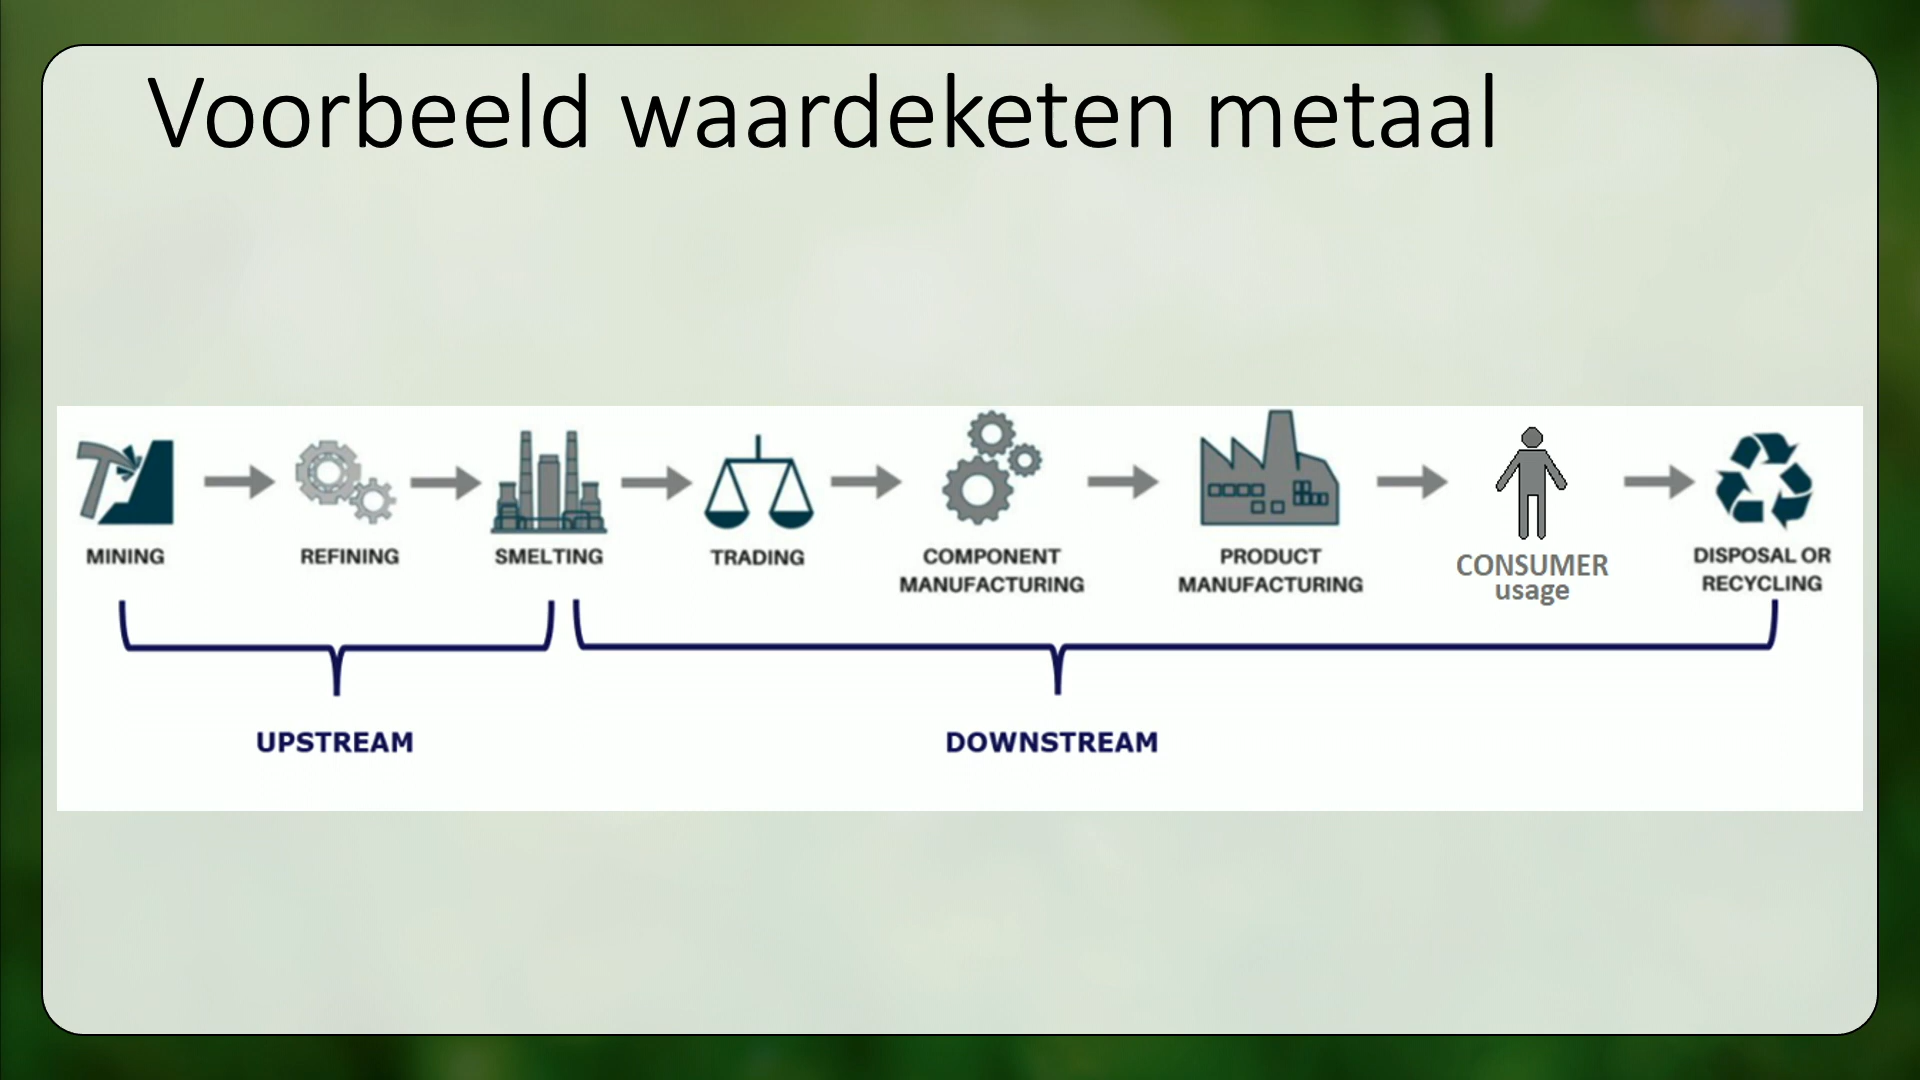 Voorbeeld waardeketen metaal
MINING
REFINING
SMELTING
TRADING
COMPONENT
MANUFACTURING
PRODUCT
MANUFACTURING
CONSUMER
usage
DISPOSAL OR
RECYCLING
UPSTREAM
DOWNSTREAM